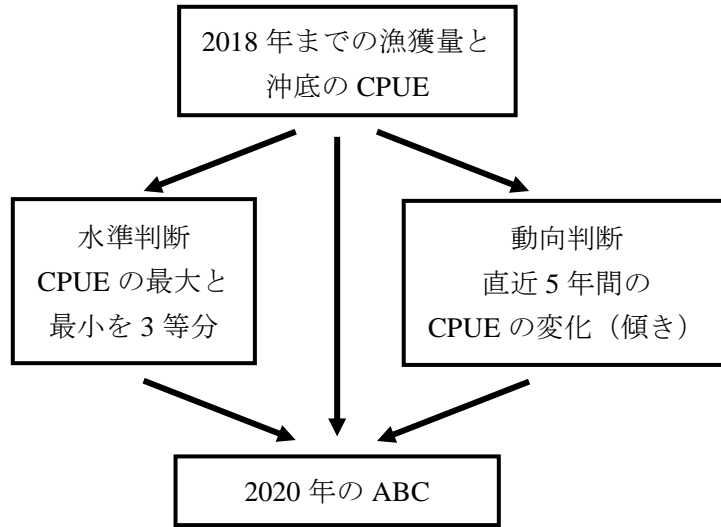 2018 年までの漁獲量と
沖底の CPUE
水準判断
CPUE の最大と
最小を 3 等分
動向判断
直近 5 年間の
CPUE の変化（傾き）
2020 年の ABC